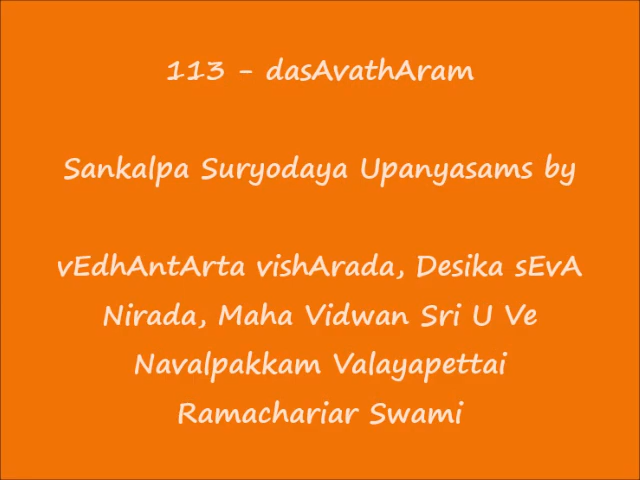 113 - dasAvathAram
Sankalpa Suryodaya Upanyasams by
vEdhAntArta vishArada, Desika sEvA
Nirada, Maha Vidwan Sri U Ve
Navalpakkam Valayapettai
Ramachariar Swami